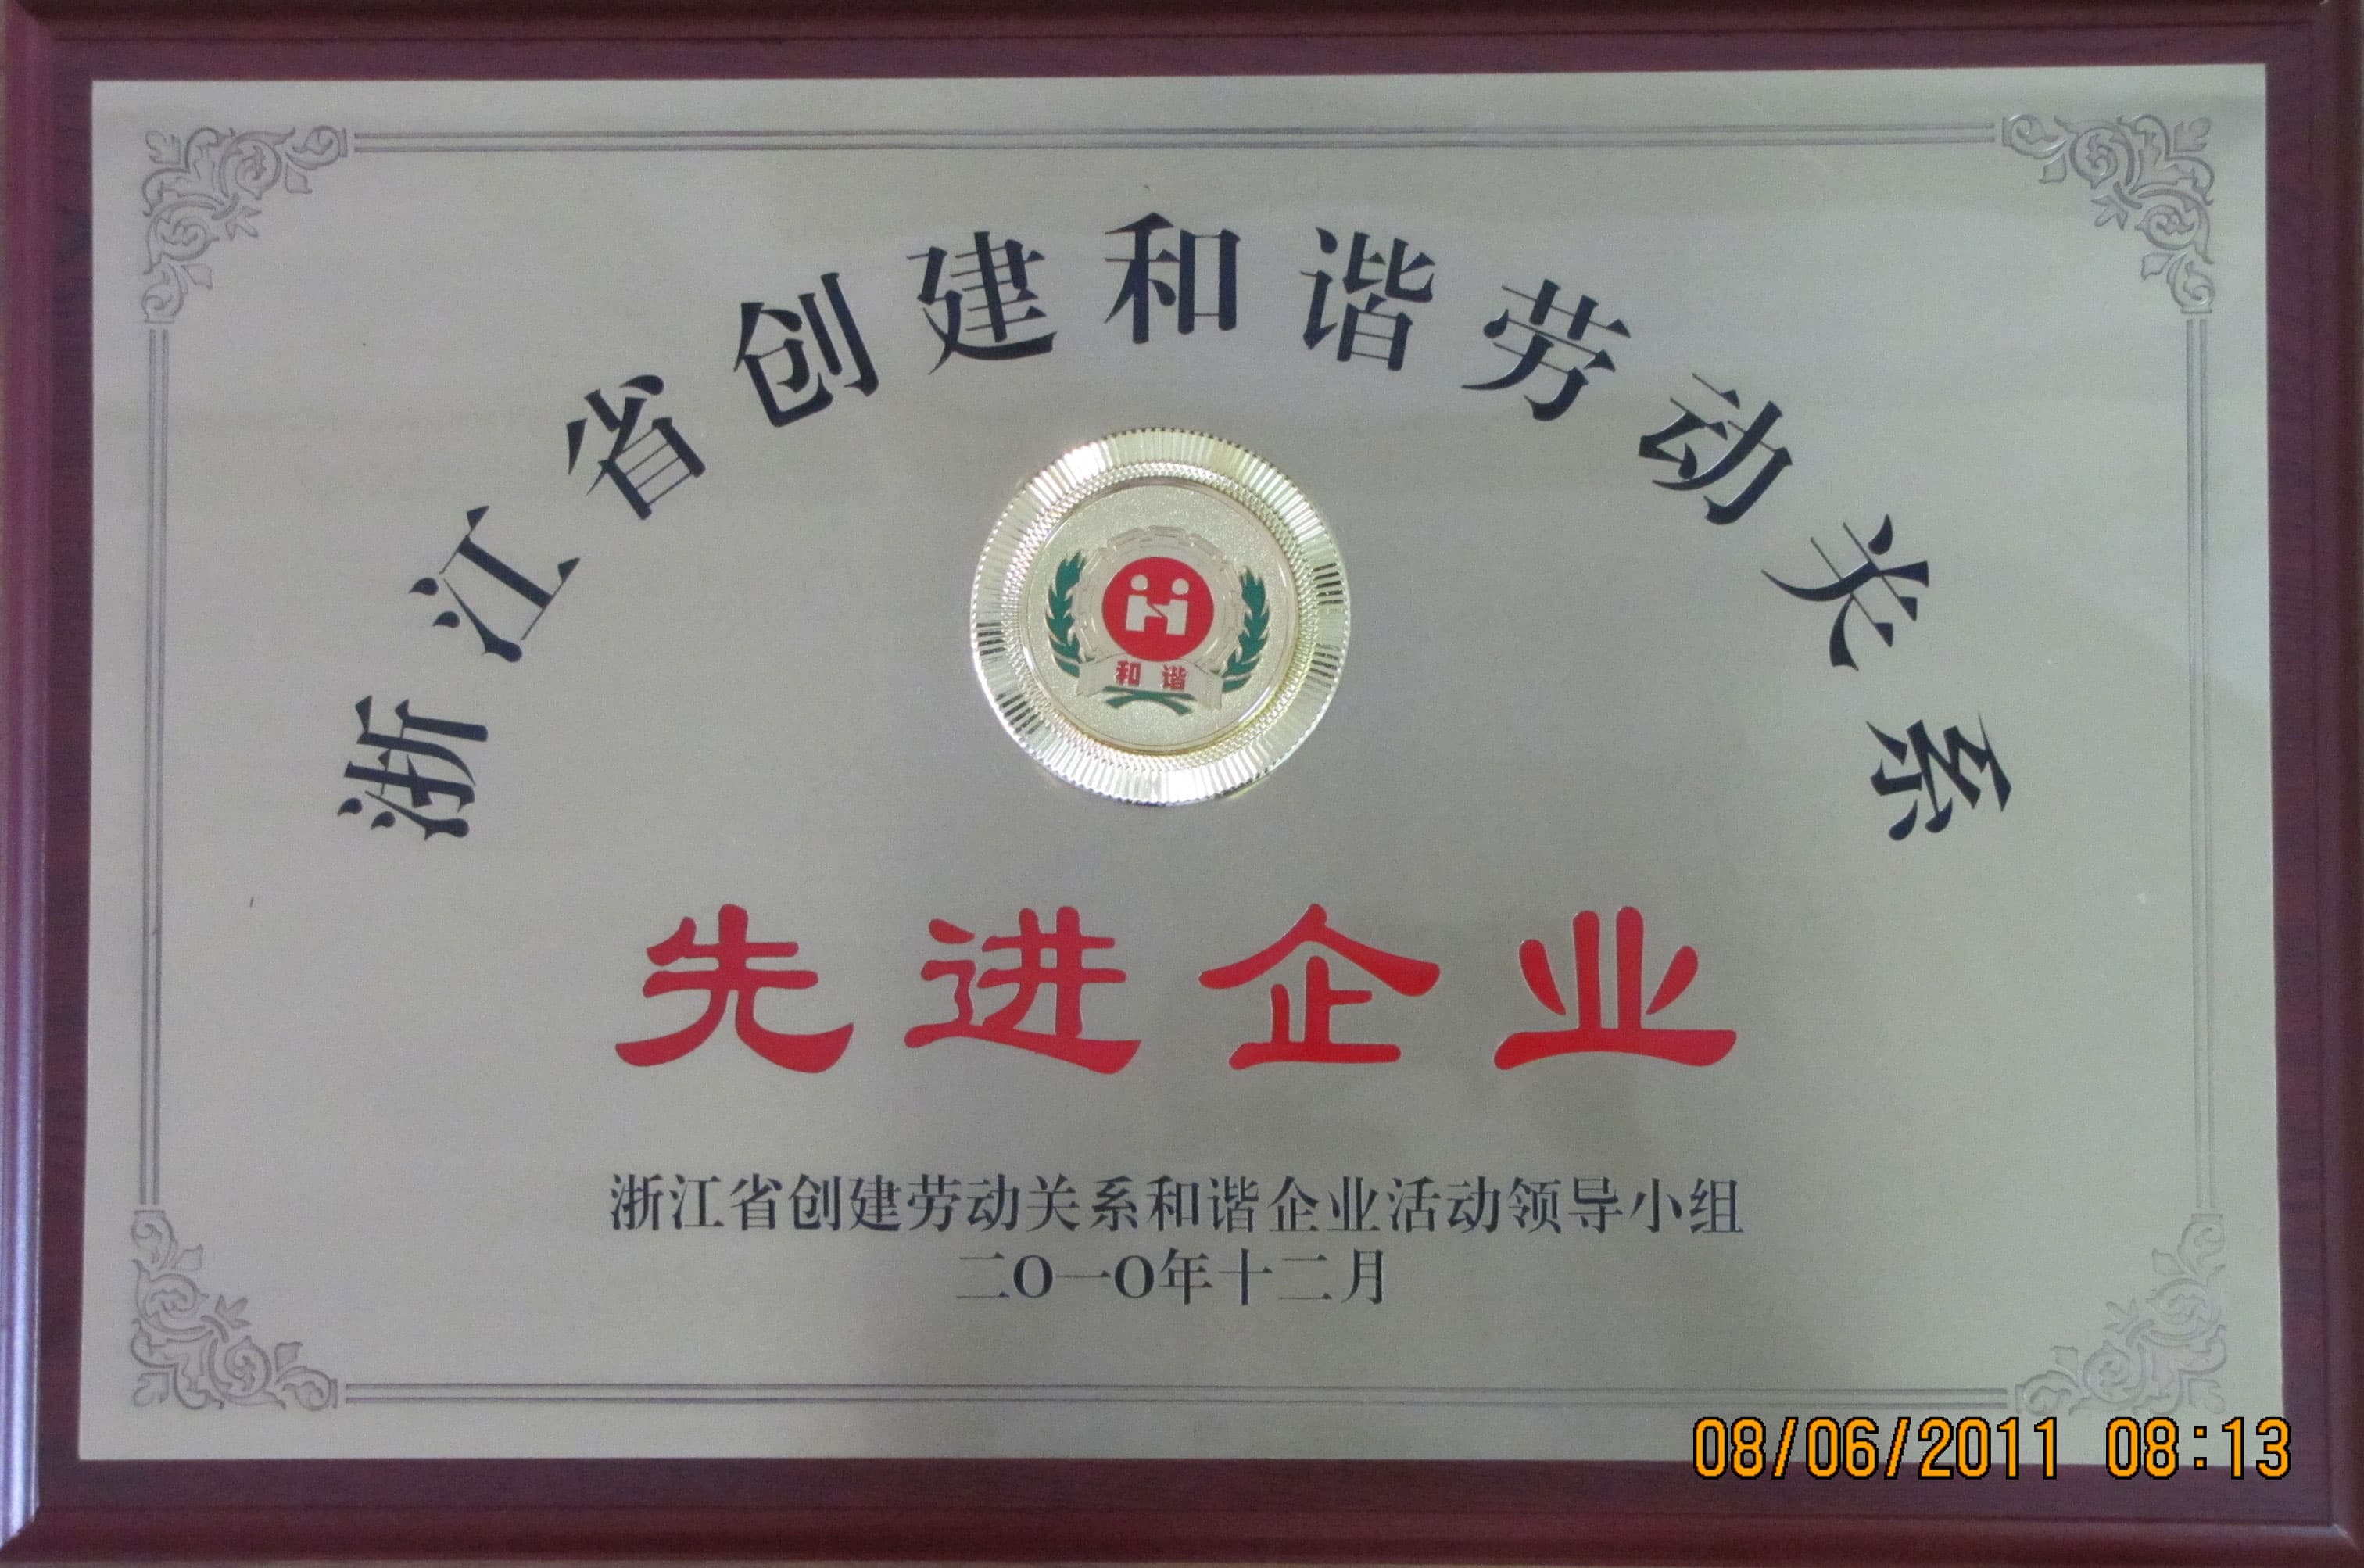 浙江省创建和谐劳动关系
和谐
先进企业
浙江省创建劳动关系和谐企业活动领导小组
二O一O年十二月
08/06/2011 08:13